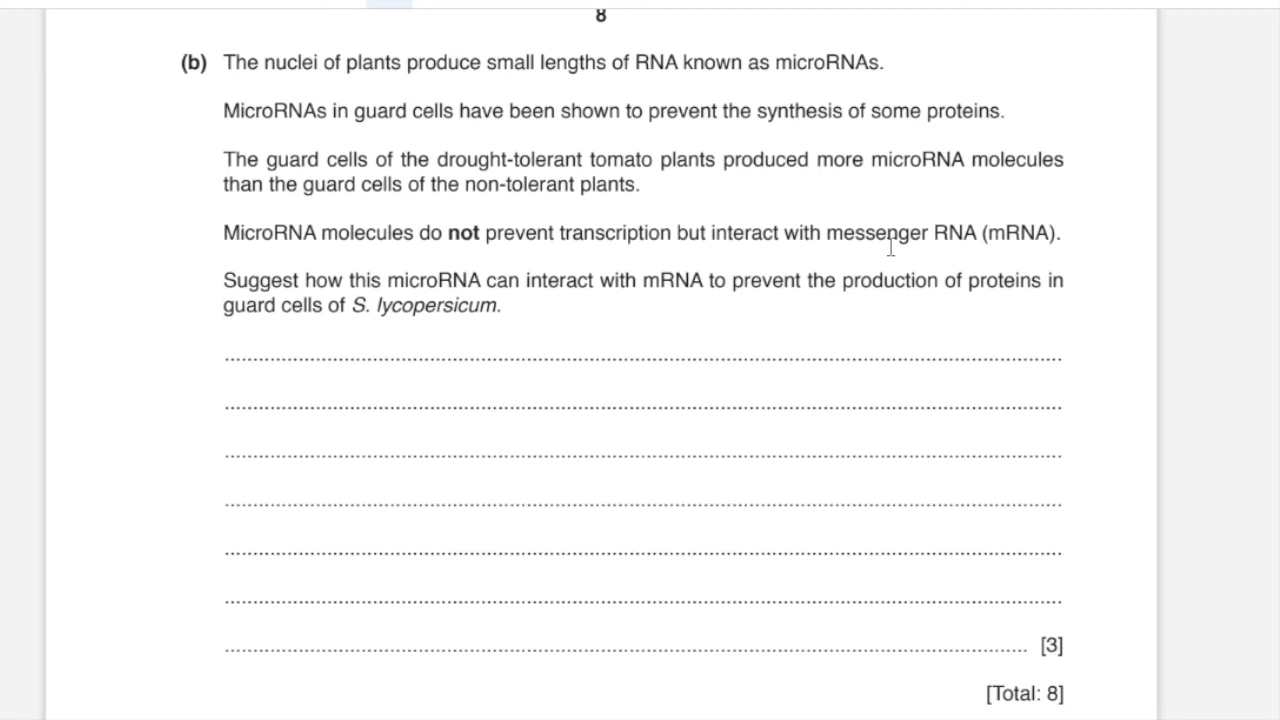 8
(b) The nuclei of plants produce small lengths of RNA known as microRNAs.
MicroRNAs in guard cells have been shown to prevent the synthesis of some proteins.
The guard cells of the drought-tolerant tomato plants produced more microRNA molecules
than the guard cells of the non-tolerant plants.
MicroRNA molecules do not prevent transcription but interact with messenger RNA (mRNA).
Suggest how this microRNA can interact with mRNA to prevent the production of proteins in
guard cells of S. lycopersicum.
[3]
[Total: 8]